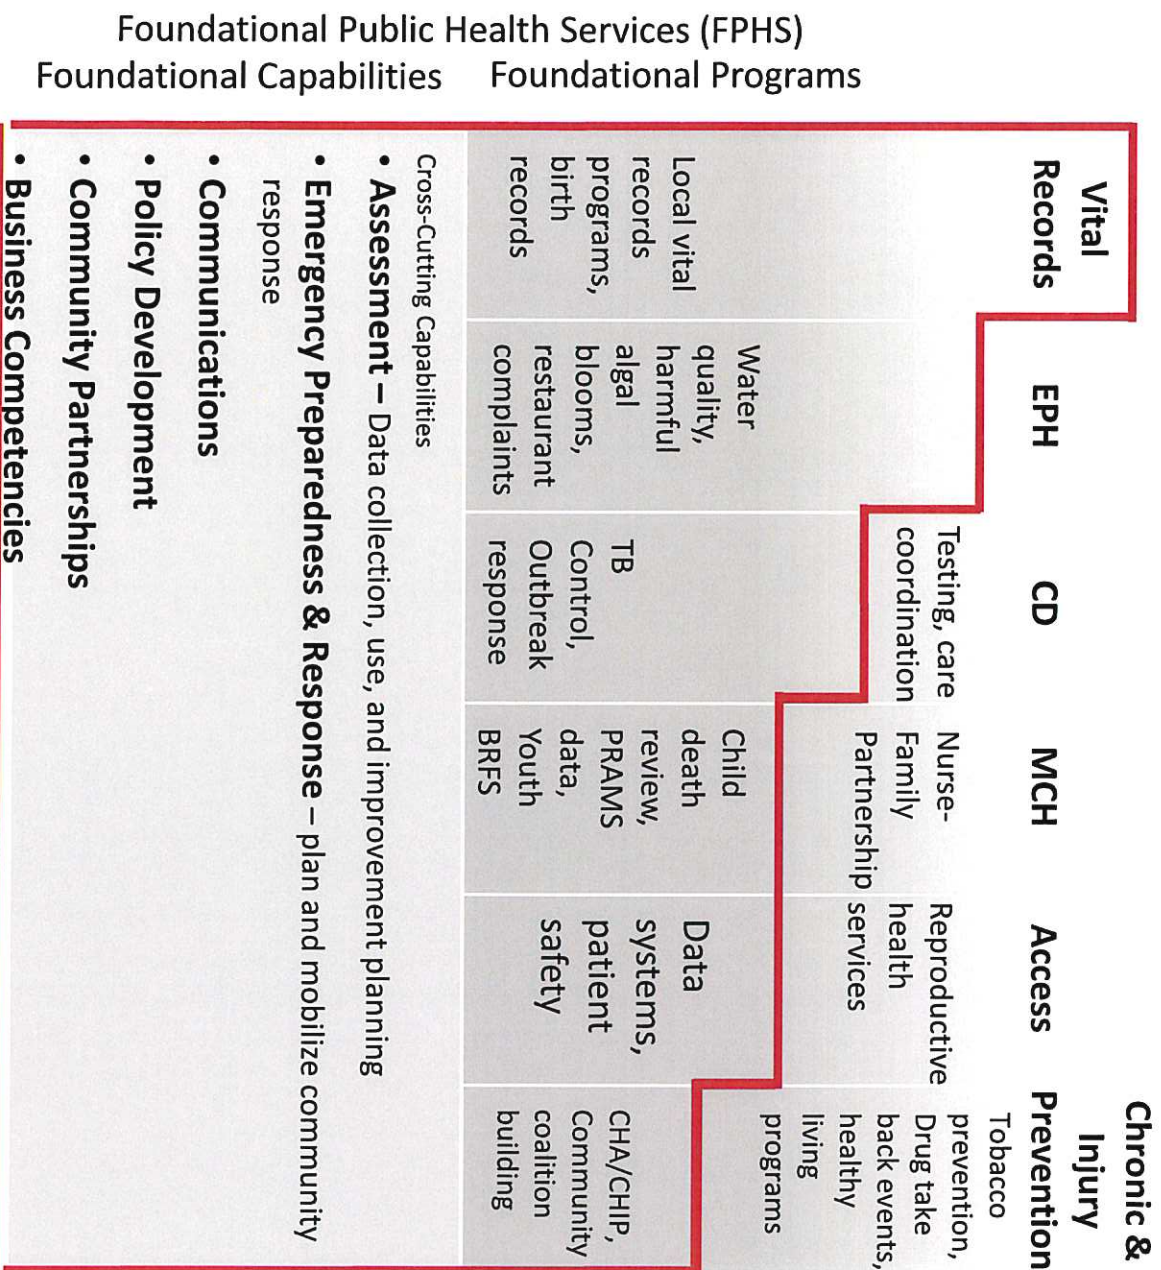 Foundational Public Health Services (FPHS)
Foundational Capabilities
Foundational Programs
Vital
Records
EPH
CD
MCH
Access
Chronic &
Injury
Prevention
Testing, care
coordination
Nurse-
Family
Partnership
Reproductive
health
services
Tobacco
prevention,
Drug take
back events,
healthy
living
programs
Local vital
records
programs,
birth
records
Water
quality,
harmful
algal
blooms,
restaurant
complaints
TB
Control,
Outbreak
response
Child
death
review,
PRAMS
data,
Youth
BRFS
Data
systems,
patient
safety
CHA/CHIP,
Community
coalition
building
Cross-Cutting Capabilities
• Assessment – Data collection, use, and improvement planning
• Emergency Preparedness & Response – plan and mobilize community
response
• Communications
• Policy Development
• Community Partnerships
• Business Competencies